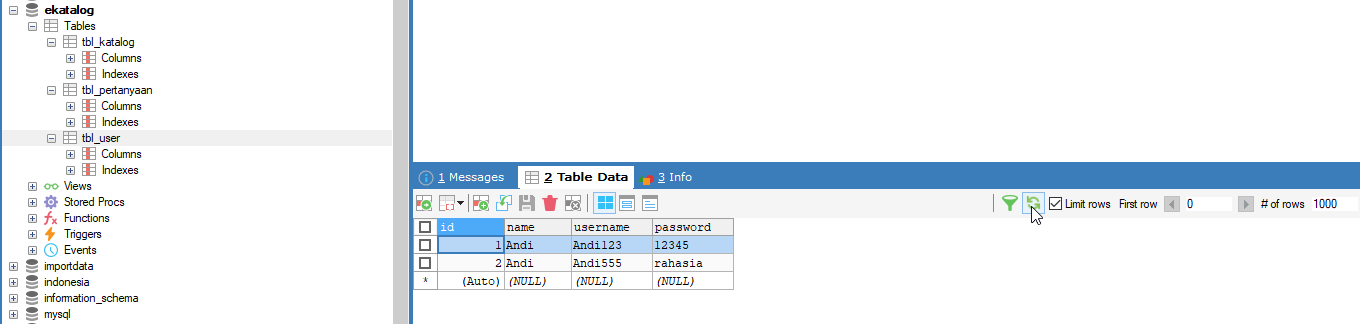 ekatalog
Tables
tbl_katalog
Columns
Indexes
tbl_pertanyaan
Columns
Indexes
tbl_user
Columns
Indexes
Views
Stored Procs
Functions
Triggers
Events
importdata
indonesia
information_schema
mysql
1 Messages 2 Table Data 3 Info
Limit rows First row 0 # of rows 1000
id name username password
1 Andi Andi123 12345
2 Andi Andi555 rahasia
* (Auto) (NULL) (NULL) (NULL)